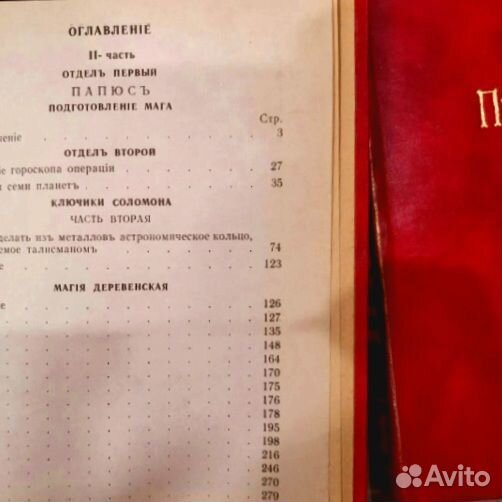 ОГЛАВЛЕНІЕ
II- часть
ОТДЕЛЪ ПЕРВЫЙ
ПАПЮСЪ
ПОДГОТОВЛЕНІЕ МАГА
Стр.
3
ОТДЕЛЪ ВТОРОЙ
гороскопа операціи 27
семи планетъ 35
КЛЮЧИКИ СОЛОМОНА
ЧАСТЬ ВТОРАЯ
изъ металловъ астрономическое кольцо,
талисманомъ 74
123
МАГІЯ ДЕРЕВЕНСКАЯ
126
127
135
148
164
170
175
176
178
195
198
216
246
270
279
Avito